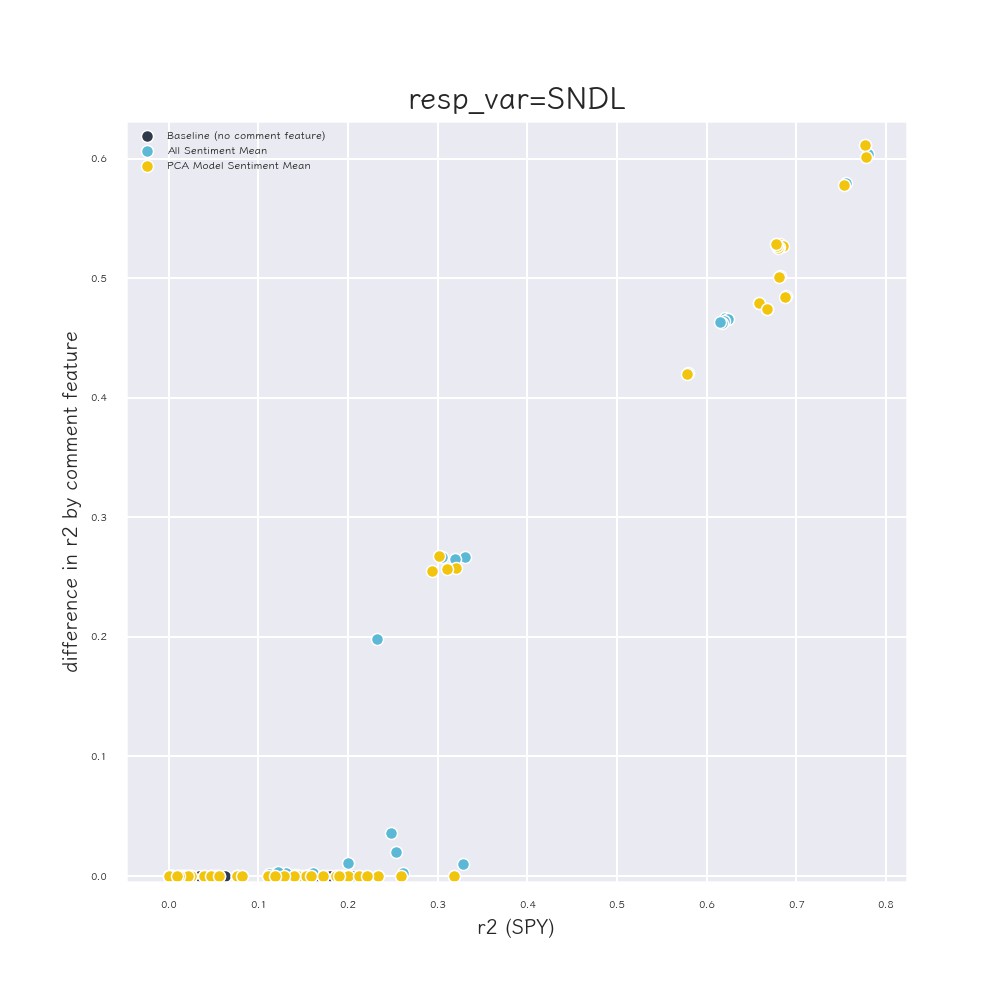 resp_var=SNDL
Baseline (no comment feature)
All Sentiment Mean
PCA Model Sentiment Mean
difference in r2 by comment feature
0.6
0.5
0.4
0.3
0.2
0.1
0.0
0.0 0.1 0.2 0.3 0.4 0.5 0.6 0.7 0.8
r2 (SPY)